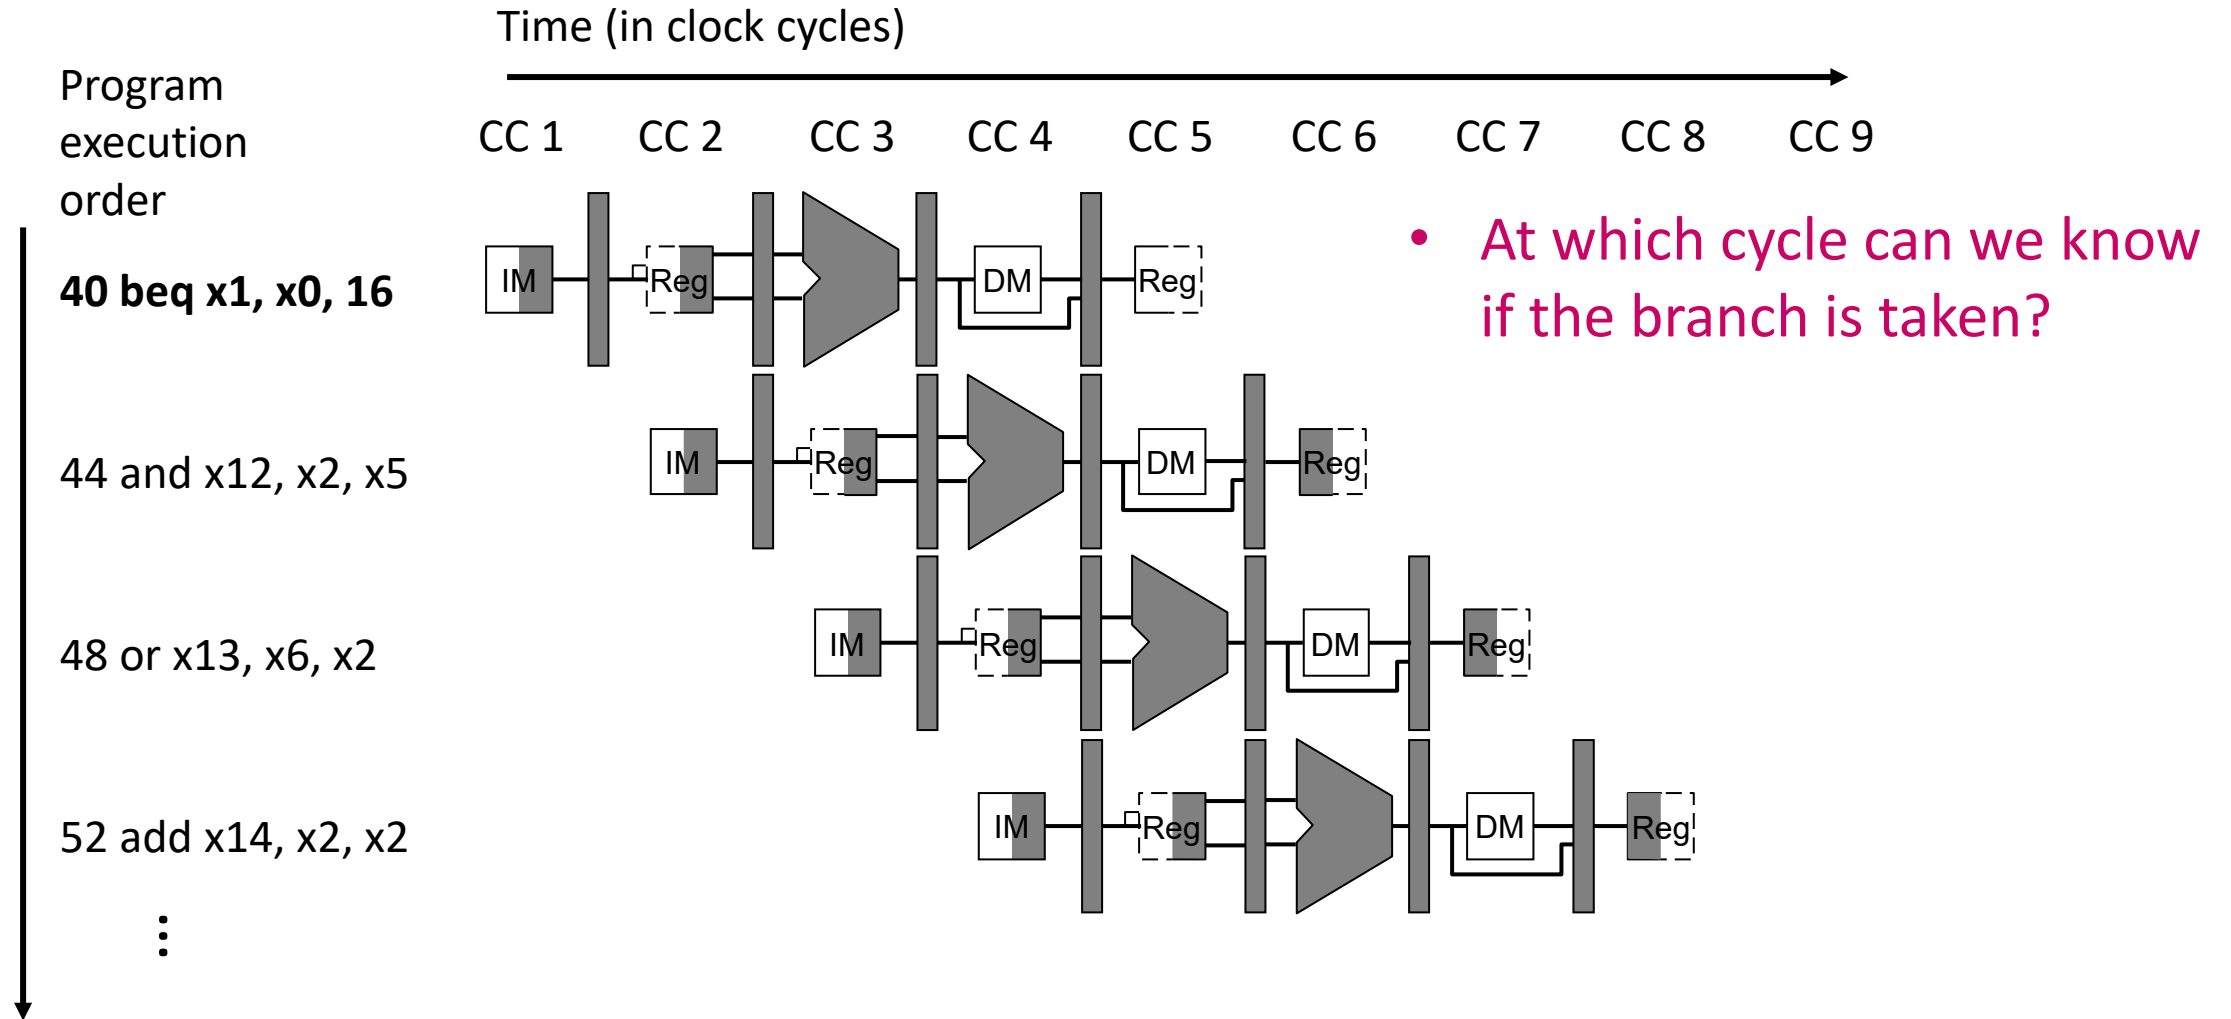 Time (in clock cycles)
Program
execution
order
CC 1 CC 2 CC 3 CC 4 CC 5 CC 6 CC 7 CC 8 CC 9
• At which cycle can we know
if the branch is taken?
40 beq x1, x0, 16
IM Reg DM Reg
44 and x12, x2, x5
IM Reg DM Reg
48 or x13, x6, x2
IM Reg DM Reg
52 add x14, x2, x2
IM Reg DM Reg
⋮